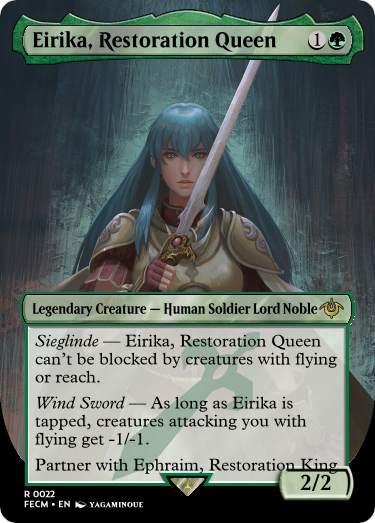 Eirika, Restoration Queen 1
Legendary Creature — Human Soldier Lord Noble
Sieglinde — Eirika, Restoration Queen
can't be blocked by creatures with flying
or reach.
Wind Sword — As long as Eirika is
tapped, creatures attacking you with
flying get -1/-1.
Partner with Ephraim, Restoration King
2/2
R 0022
FECM • EN YAGAMINOUE